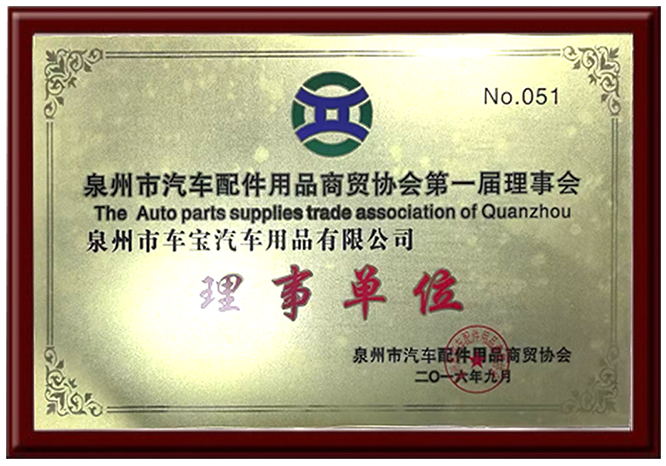 No.051
泉州市汽车配件用品商贸协会第一届理事会
The Auto parts supplies trade association of Quanzhou
泉州市车宝汽车用品有限公司
理事单位
泉州市汽车配件用品商贸协会
二〇一六年九月